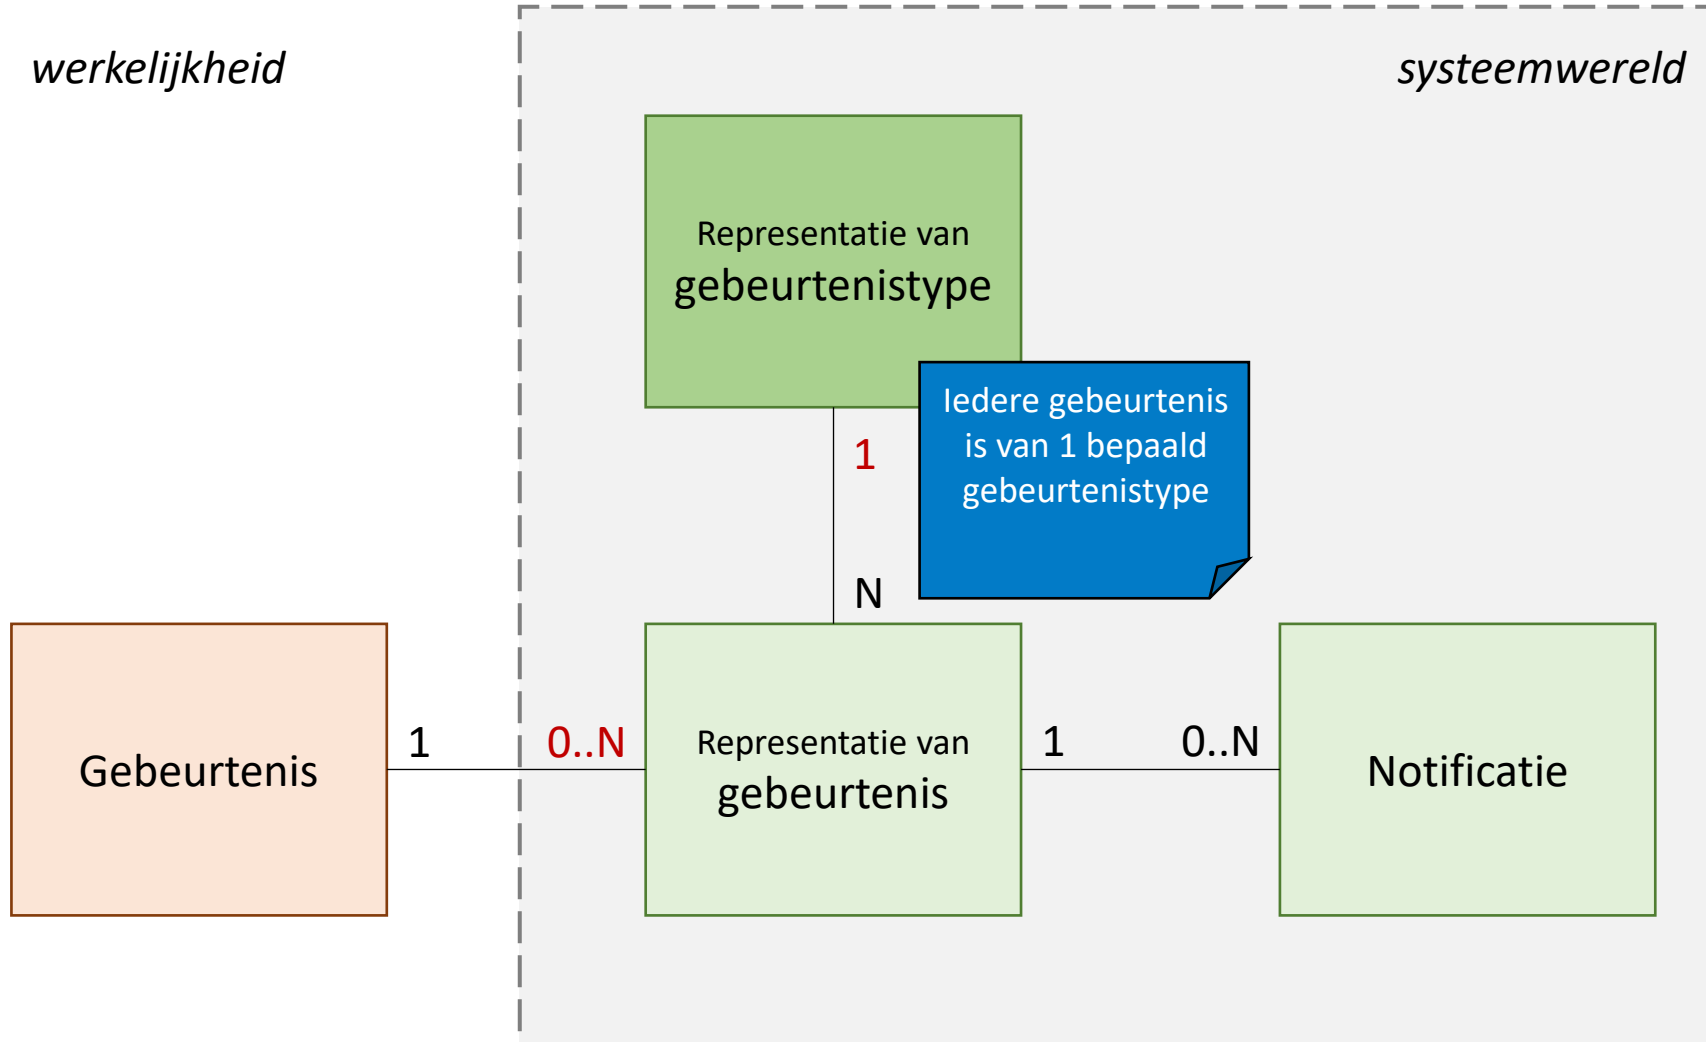 werkelijkheid
systeemwereld
Representatie van
gebeurtenistype
Iedere gebeurtenis
is van 1 bepaald
gebeurtenistype
1
N
Gebeurtenis
1
0..N
Representatie van
gebeurtenis
1
0..N
Notificatie